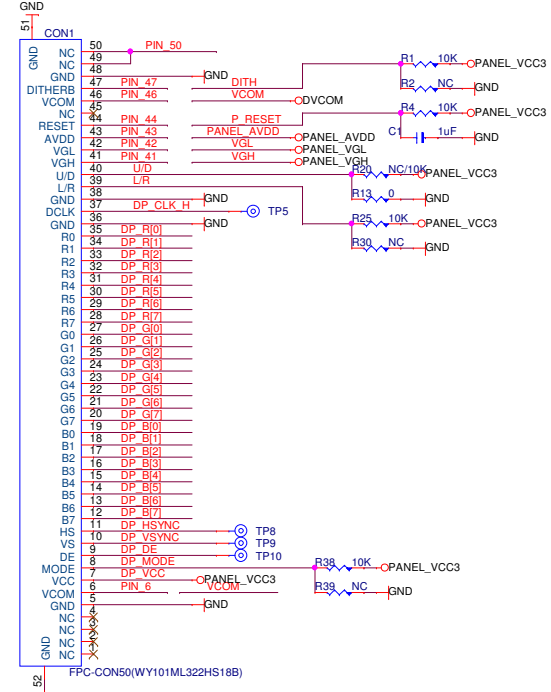 GND
51
CON1
GND
NC 50 PIN_50
NC 49
GND 48 GND
DITHERB 47 PIN_47 DITH R1 10K PANEL_VCC3
R2 NC GND
VCOM 46 PIN_46 VCOM DVCOM
NC 45
RESET 44 PIN_44 P_RESET R4 10K PANEL_VCC3
C1 1uF GND
AVDD 43 PIN_43 PANEL_AVDD PANEL_AVDD
VGL 42 PIN_42 VGL PANEL_VGL
VGH 41 PIN_41 VGH PANEL_VGH
U/D 40 U/D R20 NC/10K PANEL_VCC3
L/R 39 L/R
R13 0 GND
GND 38 GND
DCLK 37 DP_CLK_H TP5
GND 36 GND
R25 10K PANEL_VCC3
R30 NC GND
R0 35 DP_R[0]
R1 34 DP_R[1]
R2 33 DP_R[2]
R3 32 DP_R[3]
R4 31 DP_R[4]
R5 30 DP_R[5]
R6 29 DP_R[6]
R7 28 DP_R[7]
G0 27 DP_G[0]
G1 26 DP_G[1]
G2 25 DP_G[2]
G3 24 DP_G[3]
G4 23 DP_G[4]
G5 22 DP_G[5]
G6 21 DP_G[6]
G7 20 DP_G[7]
B0 19 DP_B[0]
B1 18 DP_B[1]
B2 17 DP_B[2]
B3 16 DP_B[3]
B4 15 DP_B[4]
B5 14 DP_B[5]
B6 13 DP_B[6]
B7 12 DP_B[7]
HS 11 DP_HSYNC TP8
VS 10 DP_VSYNC TP9
DE 9 DP_DE TP10
MODE 8 DP_MODE R38 10K PANEL_VCC3
VCC 7 DP_VCC PANEL_VCC3
VCOM 6 PIN_6 VCOM R39 NC GND
GND 5 GND
NC 4
NC 3
NC 2
NC 1
GND
52
FPC-CON50(WY101ML322HS18B)